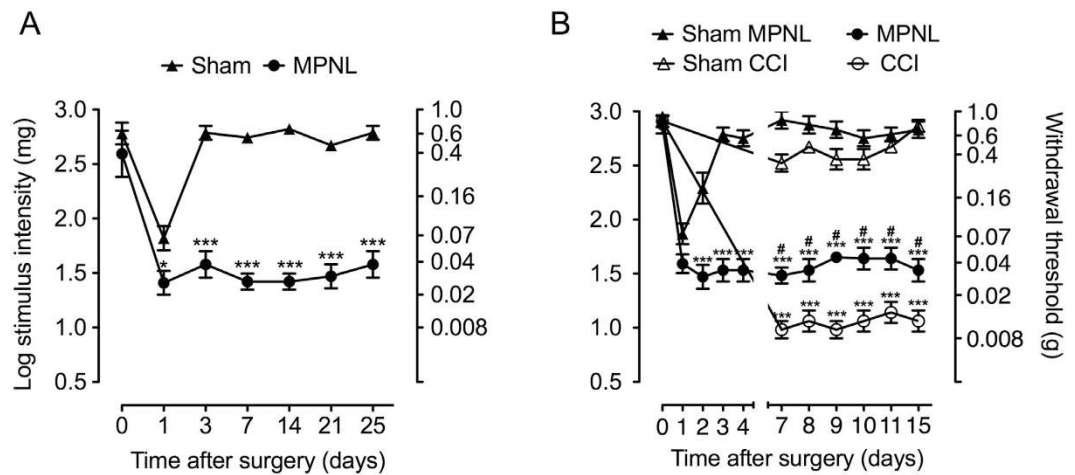 A
Sham MPNL
Log stimulus intensity (mg)
3.0
2.5
2.0
1.5
1.0
0.5
* *** *** *** *** ***
1.0
0.6
0.4
0.16
0.07
0.04
0.02
0.008
0 1 3 7 14 21 25
Time after surgery (days)
B
Sham MPNL MPNL
Sham CCI CCI
3.0
2.5
2.0
1.5
1.0
0.5
# # # # # #
*** *** *** *** *** *** *** *** ***
*** *** *** *** *** ***
1.0
0.6
0.4
0.16
0.07
0.04
0.02
0.008
Withdrawal threshold (g)
0 1 2 3 4 7 8 9 10 11 15
Time after surgery (days)